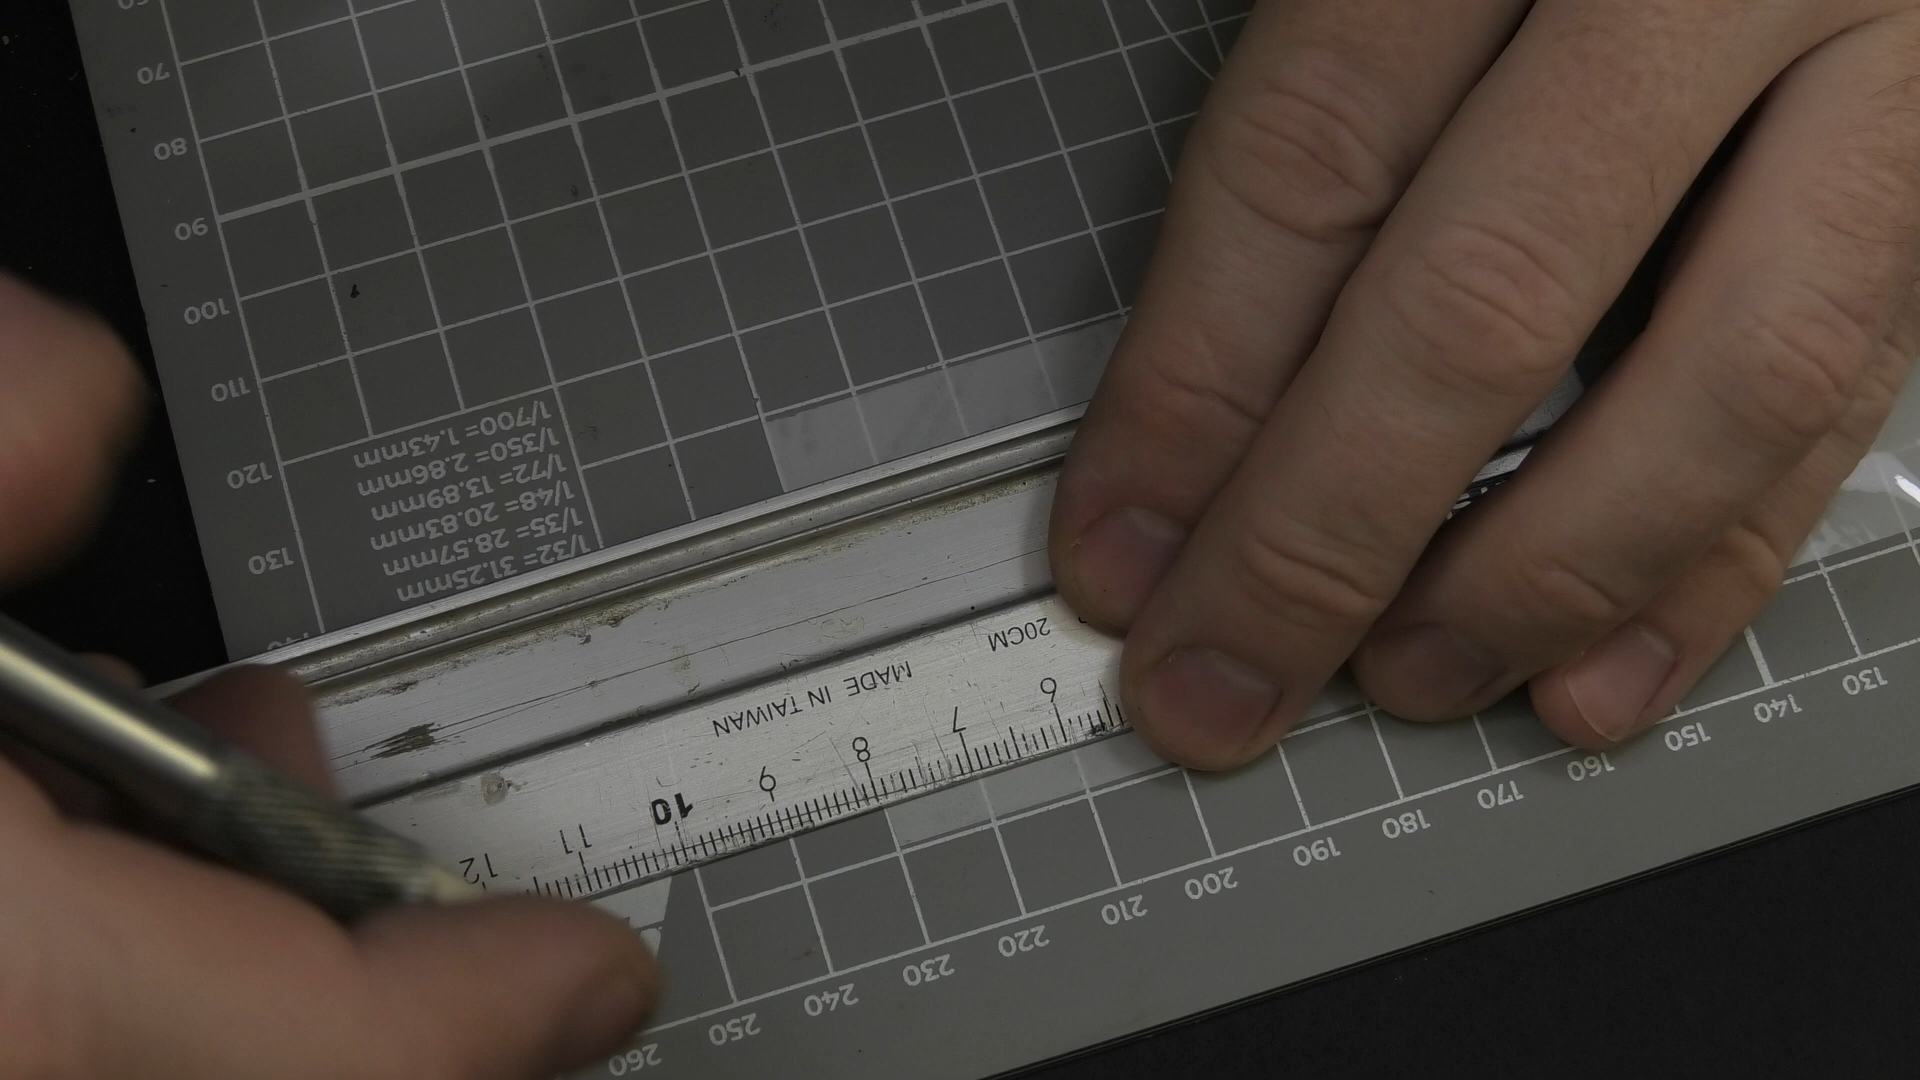 130 140 150 160 170 180 190 200 210 220 230 240 250 260
6 7 8 9 10 11 12
20CM MADE IN TAIWAN
1/32= 31.25mm
1/35= 28.57mm
1/48= 20.83mm
1/72= 13.89mm
1/350= 2.86mm
1/700= 1.43mm
130
120
110
100
90
80
70